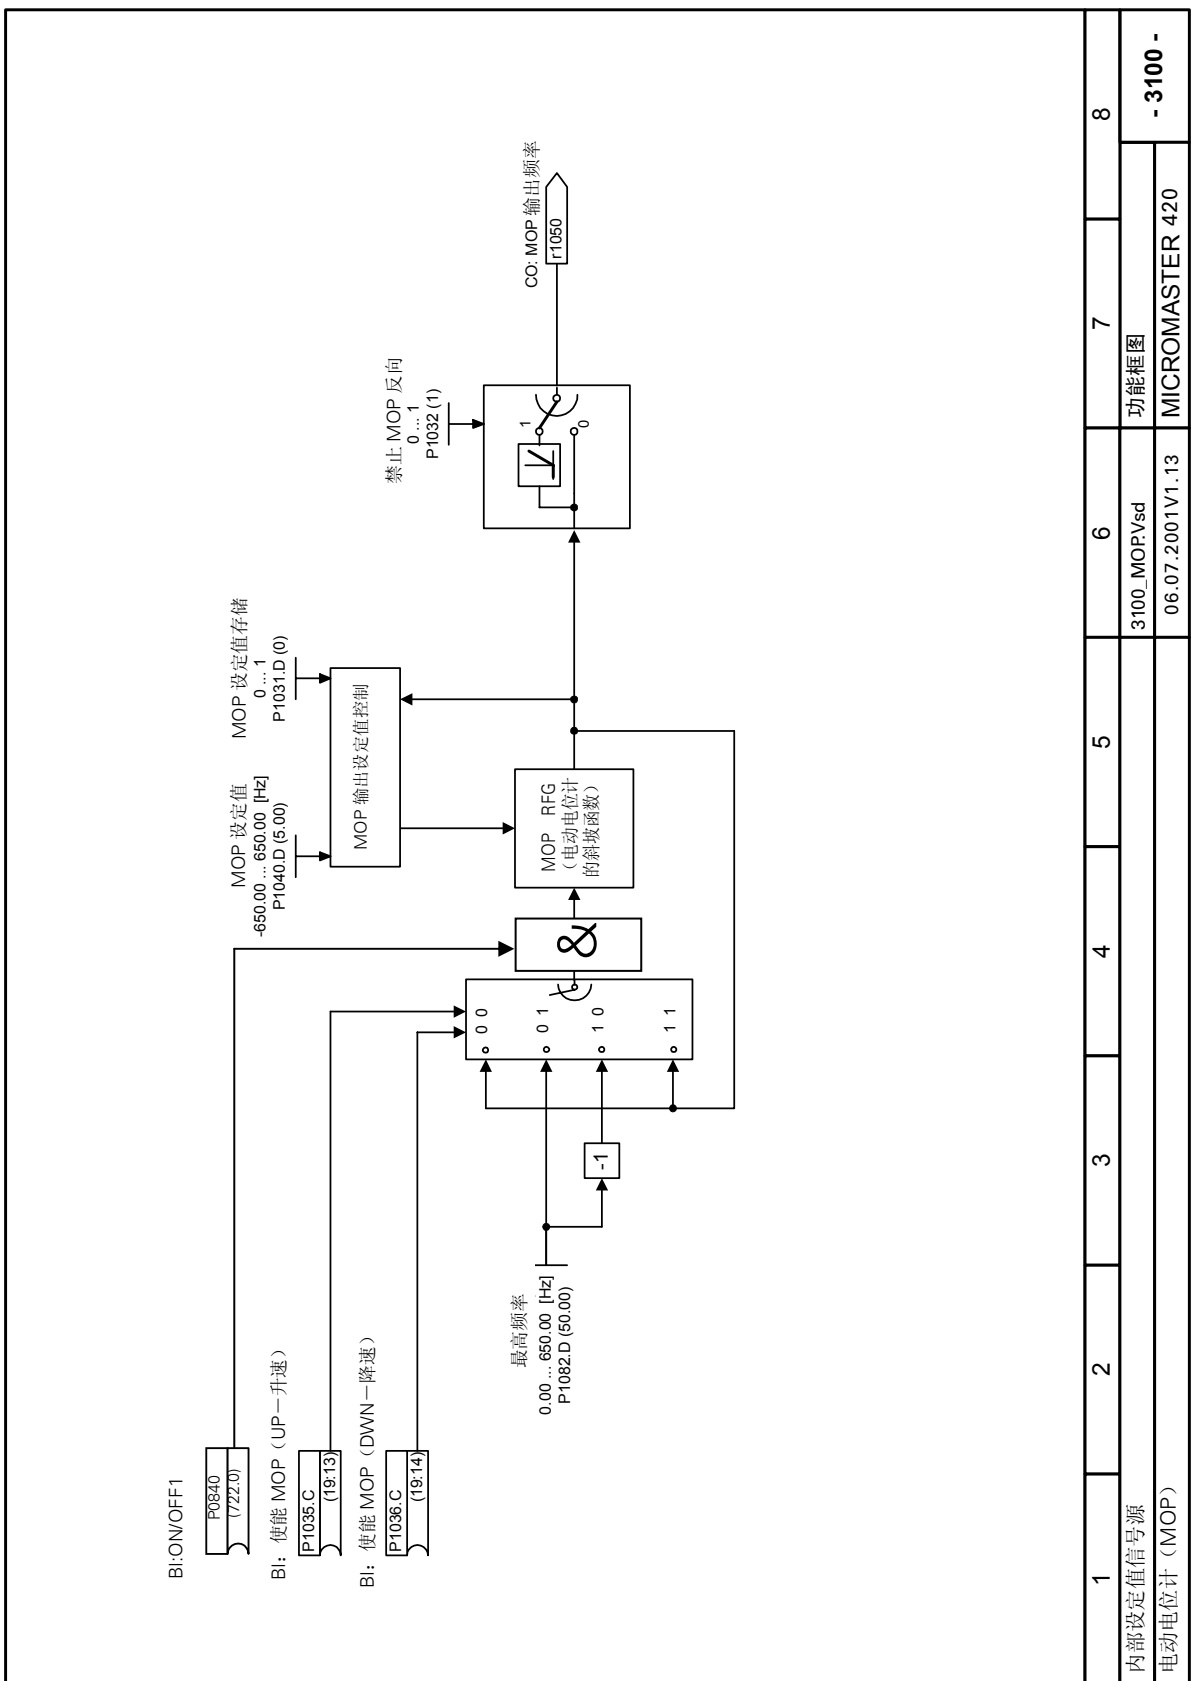 BI:ON/OFF1
P0840
(722.0)
BI：使能 MOP（UP－升速）
P1035.C
(19:13)
BI：使能 MOP（DWN－降速）
P1036.C
(19:14)
最高频率
0.00 ... 650.00 [Hz]
P1082.D (50.00)
-1
0 0
0 1
1 0
1 1
&
MOP 设定值
-650.00 ... 650.00 [Hz]
P1040.D (5.00)
MOP 设定值存储
0 ... 1
P1031.D (0)
MOP 输出设定值控制
MOP RFG
（电动电位计
的斜坡函数）
禁止 MOP 反向
0 ... 1
P1032 (1)
1
0
CO: MOP 输出频率
r1050
1 2 3 4 5 6 7 8
内部设定值信号源
3100_MOP.Vsd
功能框图
- 3100 -
电动电位计（MOP）
06.07.2001V1.13
MICROMASTER 420